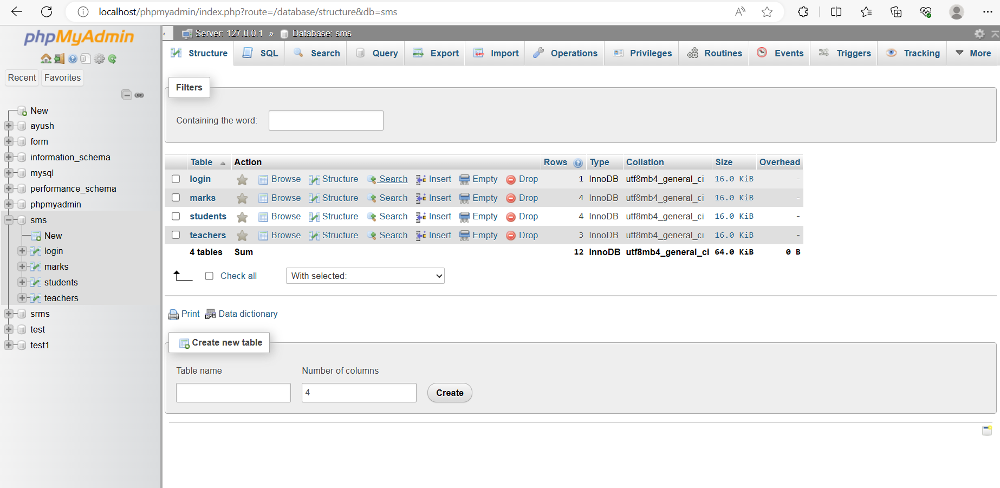 localhost/phpmyadmin/index.php?route=/database/structure&db=sms
phpMyAdmin
Recent Favorites
New
ayush
form
information_schema
mysql
performance_schema
phpmyadmin
sms
New
login
marks
students
teachers
srms
test
test1
Server: 127.0.0.1 » Database: sms
Structure SQL Search Query Export Import Operations Privileges Routines Events Triggers Tracking More
Filters
Containing the word:
Table Action Rows Type Collation Size Overhead
login Browse Structure Search Insert Empty Drop 1 InnoDB utf8mb4_general_ci 16.0 KiB -
marks Browse Structure Search Insert Empty Drop 4 InnoDB utf8mb4_general_ci 16.0 KiB -
students Browse Structure Search Insert Empty Drop 4 InnoDB utf8mb4_general_ci 16.0 KiB -
teachers Browse Structure Search Insert Empty Drop 3 InnoDB utf8mb4_general_ci 16.0 KiB -
4 tables Sum 12 InnoDB utf8mb4_general_ci 64.0 KiB 0 B
Check all With selected:
Print Data dictionary
Create new table
Table name Number of columns
4 Create